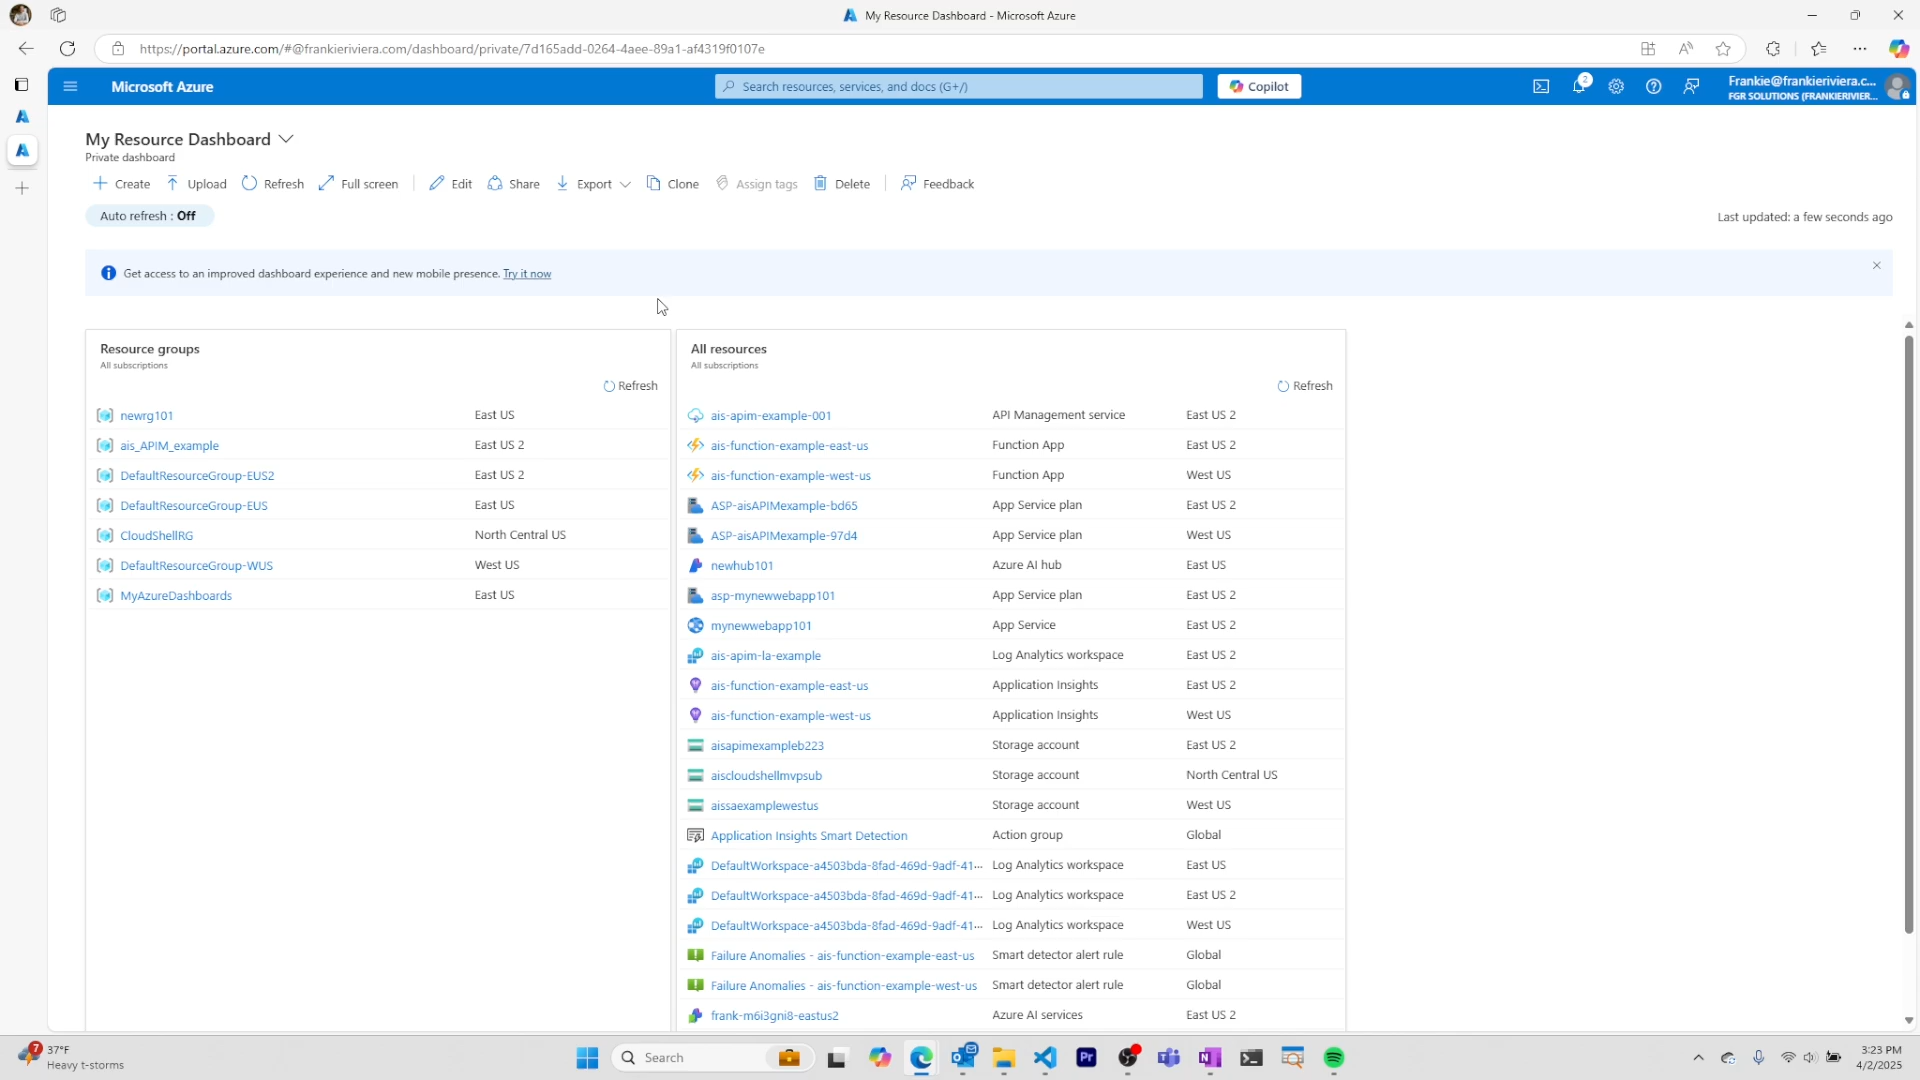 My Resource Dashboard - Microsoft Azure
https://portal.azure.com/#@frankieriviera.com/dashboard/private/7d165add-0264-4aee-89a1-af4319f0107e
Microsoft Azure
Search resources, services, and docs (G+/)
Copilot
2
Frankie@frankieriviera.c...
FGR SOLUTIONS (FRANKIERIVIER...
My Resource Dashboard
Private dashboard
Create Upload Refresh Full screen Edit Share Export Clone Assign tags Delete Feedback
Auto refresh : Off
Last updated: a few seconds ago
Get access to an improved dashboard experience and new mobile presence. Try it now
Resource groups
All subscriptions
Refresh
newrg101 East US
ais_APIM_example East US 2
DefaultResourceGroup-EUS2 East US 2
DefaultResourceGroup-EUS East US
CloudShellRG North Central US
DefaultResourceGroup-WUS West US
MyAzureDashboards East US
All resources
All subscriptions
Refresh
ais-apim-example-001 API Management service East US 2
ais-function-example-east-us Function App East US 2
ais-function-example-west-us Function App West US
ASP-aisAPIMexample-bd65 App Service plan East US 2
ASP-aisAPIMexample-97d4 App Service plan West US
newhub101 Azure AI hub East US
asp-mynewwebapp101 App Service plan East US 2
mynewwebapp101 App Service East US 2
ais-apim-la-example Log Analytics workspace East US 2
ais-function-example-east-us Application Insights East US 2
ais-function-example-west-us Application Insights West US
aisapimexampleb223 Storage account East US 2
aiscloudshellmvpsub Storage account North Central US
aissaexamplewestus Storage account West US
Application Insights Smart Detection Action group Global
DefaultWorkspace-a4503bda-8fad-469d-9adf-41... Log Analytics workspace East US
DefaultWorkspace-a4503bda-8fad-469d-9adf-41... Log Analytics workspace East US 2
DefaultWorkspace-a4503bda-8fad-469d-9adf-41... Log Analytics workspace West US
Failure Anomalies - ais-function-example-east-us Smart detector alert rule Global
Failure Anomalies - ais-function-example-west-us Smart detector alert rule Global
frank-m6i3gni8-eastus2 Azure AI services East US 2
7
37°F
Heavy t-storms
Search
Pr
3:23 PM
4/2/2025